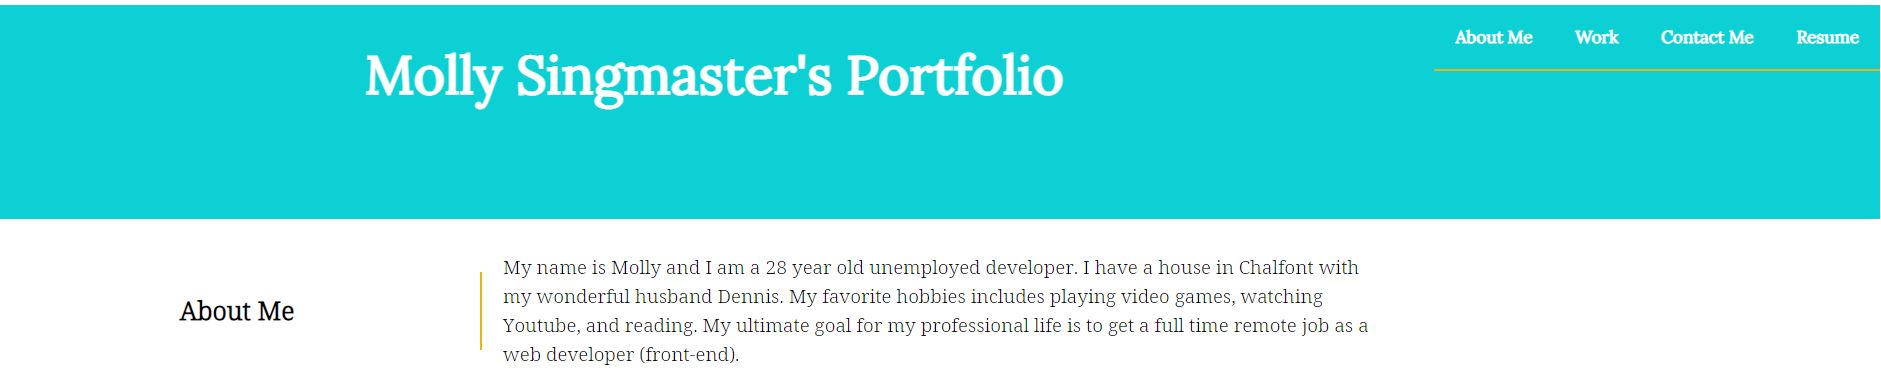 Molly Singmaster's Portfolio
About Me Work Contact Me Resume
About Me
My name is Molly and I am a 28 year old unemployed developer. I have a house in Chalfont with
my wonderful husband Dennis. My favorite hobbies includes playing video games, watching
Youtube, and reading. My ultimate goal for my professional life is to get a full time remote job as a
web developer (front-end).